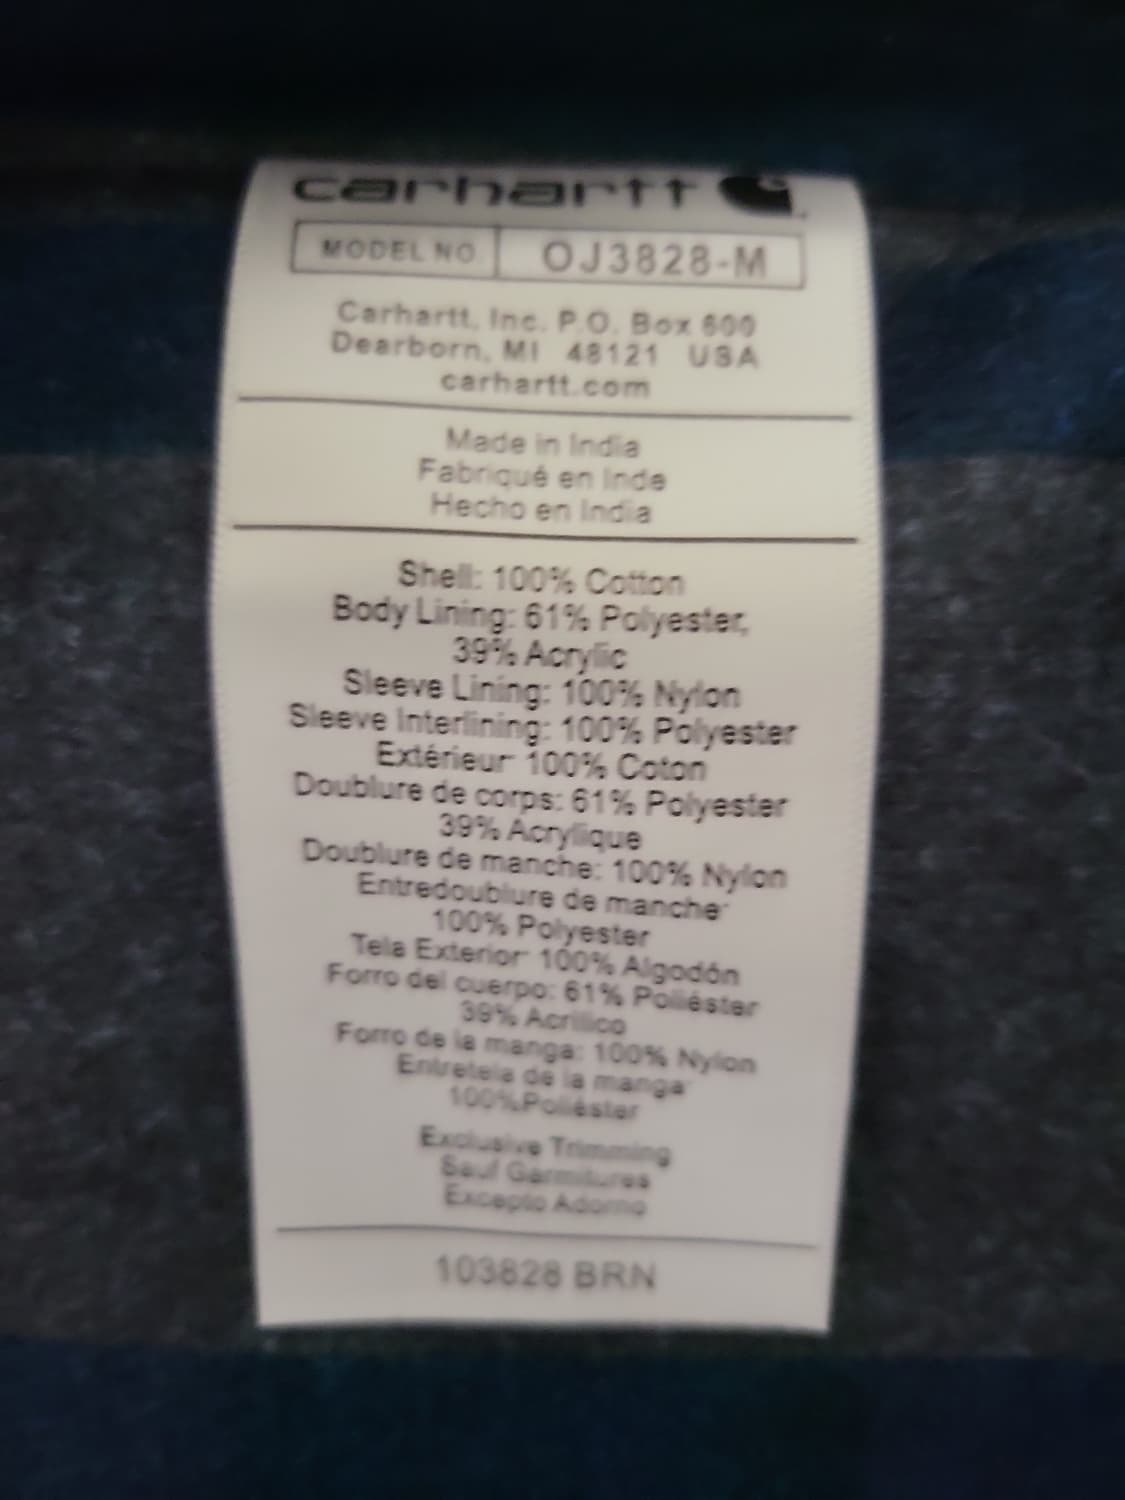 carhartt
MODEL NO. OJ3828-M
Carhartt, Inc. P.O. Box 600
Dearborn, MI 48121 USA
carhartt.com
Made in India
Fabriqué en Inde
Hecho en India
Shell: 100% Cotton
Body Lining: 61% Polyester,
39% Acrylic
Sleeve Lining: 100% Nylon
Sleeve Interlining: 100% Polyester
Extérieur: 100% Coton
Doublure de corps: 61% Polyester
39% Acrylique
Doublure de manche: 100% Nylon
Entredoublure de manche:
100% Polyester
Tela Exterior: 100% Algodón
Forro del cuerpo: 61% Poliéster
39% Acrílico
Forro de la manga: 100% Nylon
Entretela de la manga:
100%Poliéster
Exclusive Trimming
Sauf Garnitures
Excepto Adorno
103828 BRN